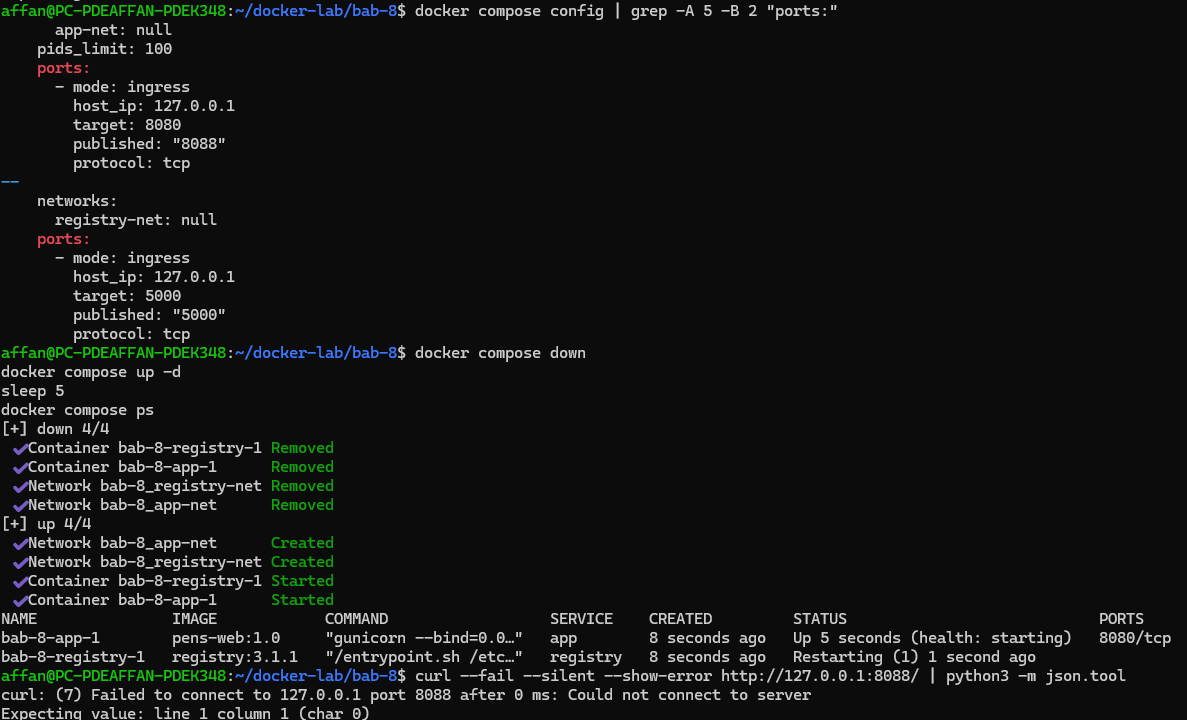 affan@PC-PDEAFFAN-PDEK348:~/docker-lab/bab-8$ docker compose config | grep -A 5 -B 2 "ports:"
      app-net: null
    pids_limit: 100
    ports:
      - mode: ingress
        host_ip: 127.0.0.1
        target: 8080
        published: "8088"
        protocol: tcp
--
    networks:
      registry-net: null
    ports:
      - mode: ingress
        host_ip: 127.0.0.1
        target: 5000
        published: "5000"
        protocol: tcp
affan@PC-PDEAFFAN-PDEK348:~/docker-lab/bab-8$ docker compose down
docker compose up -d
sleep 5
docker compose ps
[+] down 4/4
 ✔Container bab-8-registry-1 Removed
 ✔Container bab-8-app-1      Removed
 ✔Network bab-8_registry-net Removed
 ✔Network bab-8_app-net      Removed
[+] up 4/4
 ✔Network bab-8_app-net      Created
 ✔Network bab-8_registry-net Created
 ✔Container bab-8-registry-1 Started
 ✔Container bab-8-app-1      Started
NAME               IMAGE            COMMAND                  SERVICE    CREATED         STATUS                            PORTS
bab-8-app-1        pens-web:1.0     "gunicorn --bind=0.0…"   app        8 seconds ago   Up 5 seconds (health: starting)   8080/tcp
bab-8-registry-1   registry:3.1.1   "/entrypoint.sh /etc…"   registry   8 seconds ago   Restarting (1) 1 second ago
affan@PC-PDEAFFAN-PDEK348:~/docker-lab/bab-8$ curl --fail --silent --show-error http://127.0.0.1:8088/ | python3 -m json.tool
curl: (7) Failed to connect to 127.0.0.1 port 8088 after 0 ms: Could not connect to server
Expecting value: line 1 column 1 (char 0)